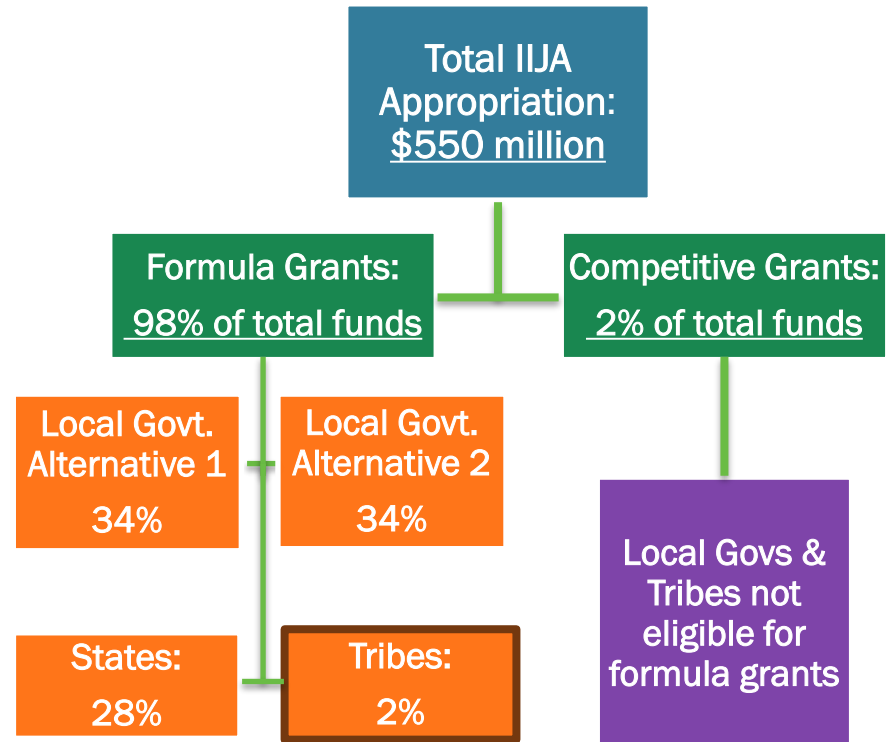 Total IIJA
Appropriation:
$550 million
Formula Grants:
98% of total funds
Competitive Grants:
2% of total funds
Local Govt.
Alternative 1
34%
Local Govt.
Alternative 2
34%
Local Govs &
Tribes not
eligible for
formula grants
States:
28%
Tribes:
2%